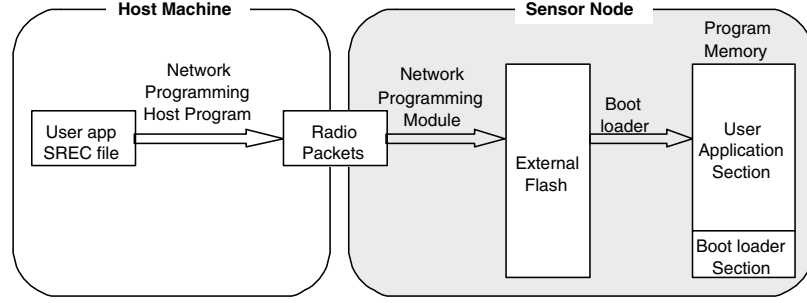 Host Machine
Sensor Node
Network
Programming
Host Program
User app
SREC file
Radio
Packets
Network
Programming
Module
External
Flash
Boot
loader
Program
Memory
User
Application
Section
Boot loader
Section